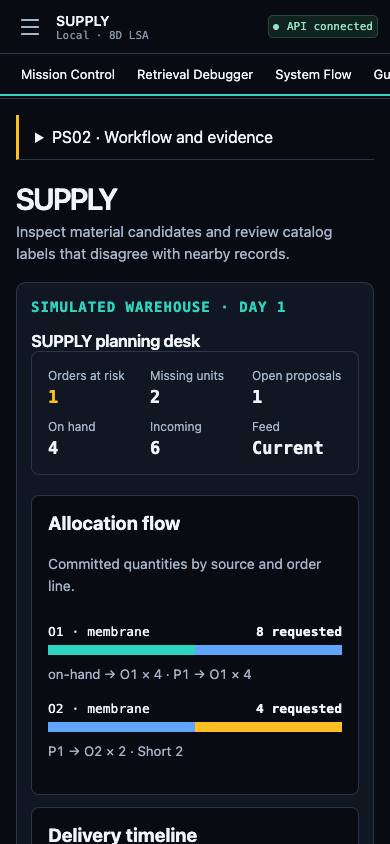 SUPPLY
Local · 8D LSA
API connected
Mission Control Retrieval Debugger System Flow Gu
PS02 · Workflow and evidence
SUPPLY
Inspect material candidates and review catalog
labels that disagree with nearby records.
SIMULATED WAREHOUSE · DAY 1
SUPPLY planning desk
Orders at risk Missing units Open proposals
1 2 1
On hand Incoming Feed
4 6 Current
Allocation flow
Committed quantities by source and order
line.
O1 · membrane 8 requested
on-hand → O1 × 4 · P1 → O1 × 4
O2 · membrane 4 requested
P1 → O2 × 2 · Short 2
Delivery timeline